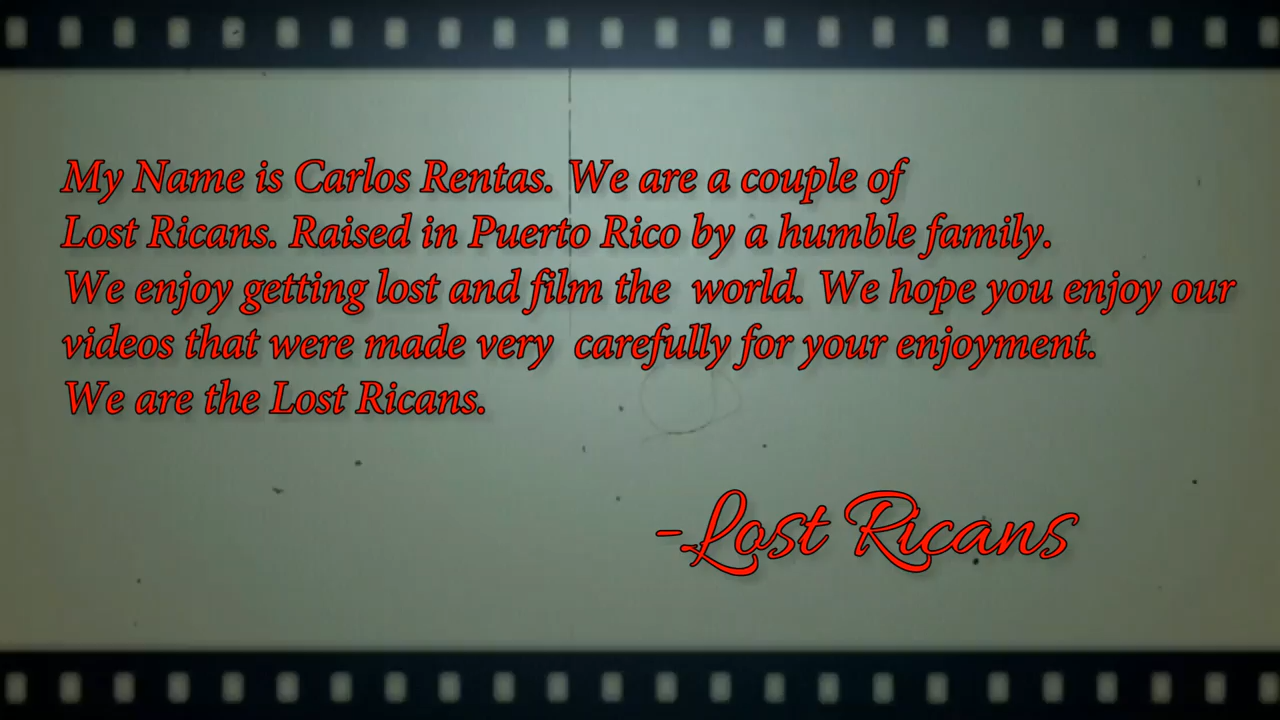 My Name is Carlos Rentas. We are a couple of
Lost Ricans. Raised in Puerto Rico by a humble family.
We enjoy getting lost and film the  world. We hope you enjoy our
videos that were made very  carefully for your enjoyment.
We are the Lost Ricans.
-Lost Ricans